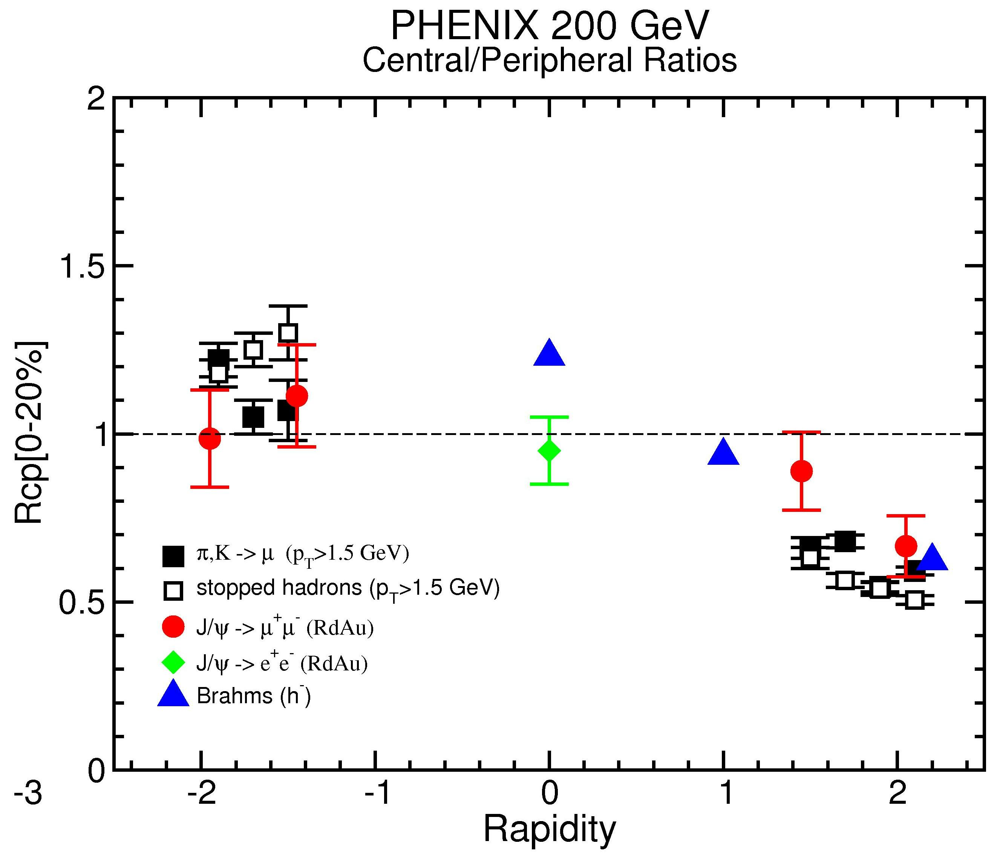 PHENIX 200 GeV
Central/Peripheral Ratios
2
1.5
1
0.5
0
Rcp[0-20%]
π,K -> μ (pT>1.5 GeV)
stopped hadrons (pT>1.5 GeV)
J/ψ -> μ+μ- (RdAu)
J/ψ -> e+e- (RdAu)
Brahms (h-)
-3 -2 -1 0 1 2
Rapidity